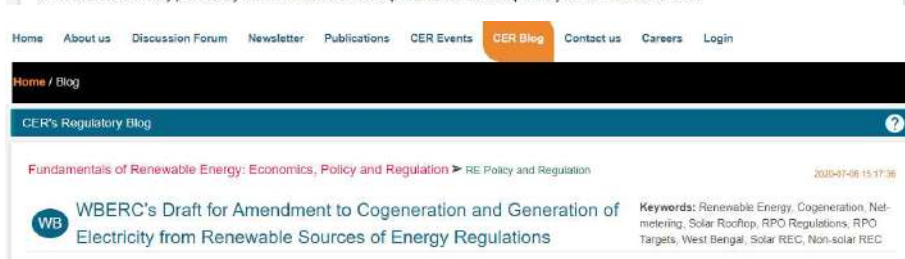 Home About us Discussion Forum Newsletter Publications CER Events CER Blog Contact us Careers Login
Home / Blog
CER's Regulatory Blog ?
Fundamentals of Renewable Energy: Economics, Policy and Regulation ➤ RE Policy and Regulation 2020-07-06 15:17:36
WB
WBERC's Draft for Amendment to Cogeneration and Generation of
Electricity from Renewable Sources of Energy Regulations
Keywords: Renewable Energy, Cogeneration, Net-
metering, Solar Rooftop, RPO Regulations, RPO
Targets, West Bengal, Solar REC, Non-solar REC